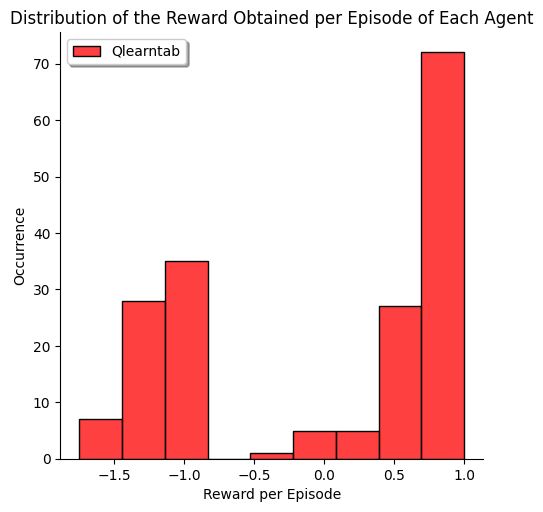 Distribution of the Reward Obtained per Episode of Each Agent
Qlearntab
70
60
50
40
30
20
10
0
Occurrence
−1.5 −1.0 −0.5 0.0 0.5 1.0
Reward per Episode